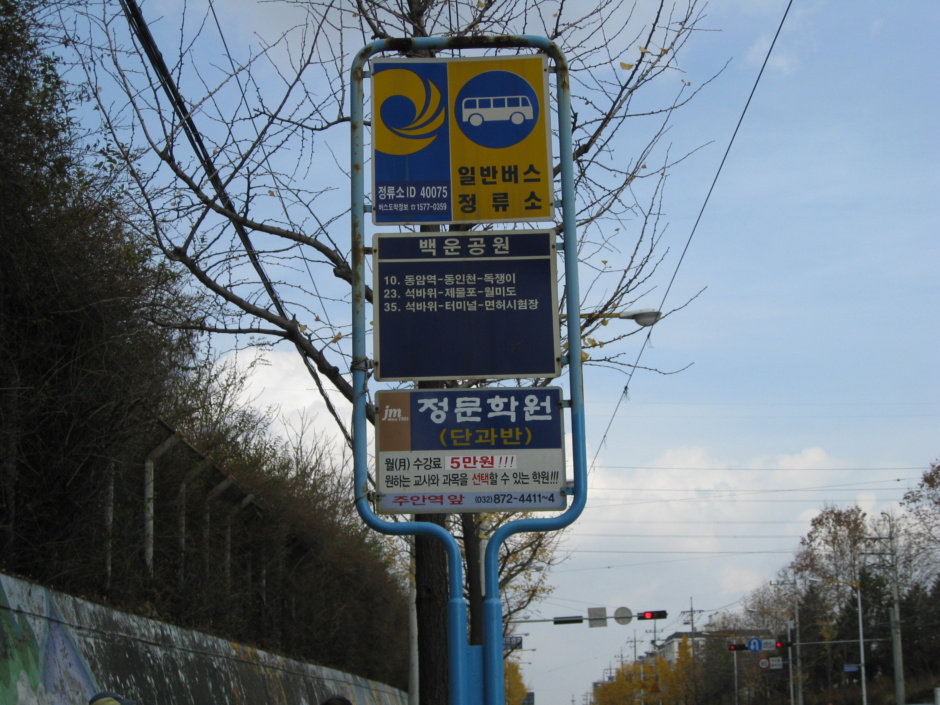 정류소 ID 40075
버스도착정보 ☎ 1577-0359
일반버스
정류소
백운공원
10. 동암역-동인천-독쟁이
23. 석바위-제물포-월미도
35. 석바위-터미널-면허시험장
jm
정문학원
(단과반)
월(月) 수강료 5만원!!!
원하는 교사와 과목을 선택할 수 있는 학원!!!
주안역앞 (032) 872-4411~4